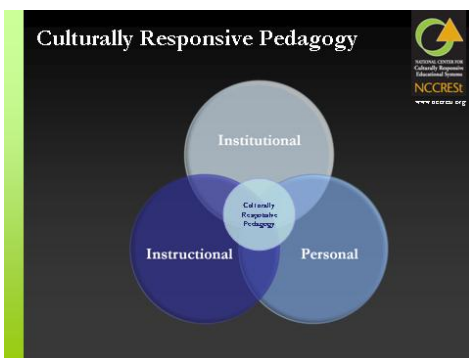 Culturally Responsive Pedagogy
NATIONAL CENTER FOR
Culturally Responsive
Educational Systems
NCCRESt
www.nccrest.org
Institutional
Culturally
Responsive
Pedagogy
Instructional
Personal